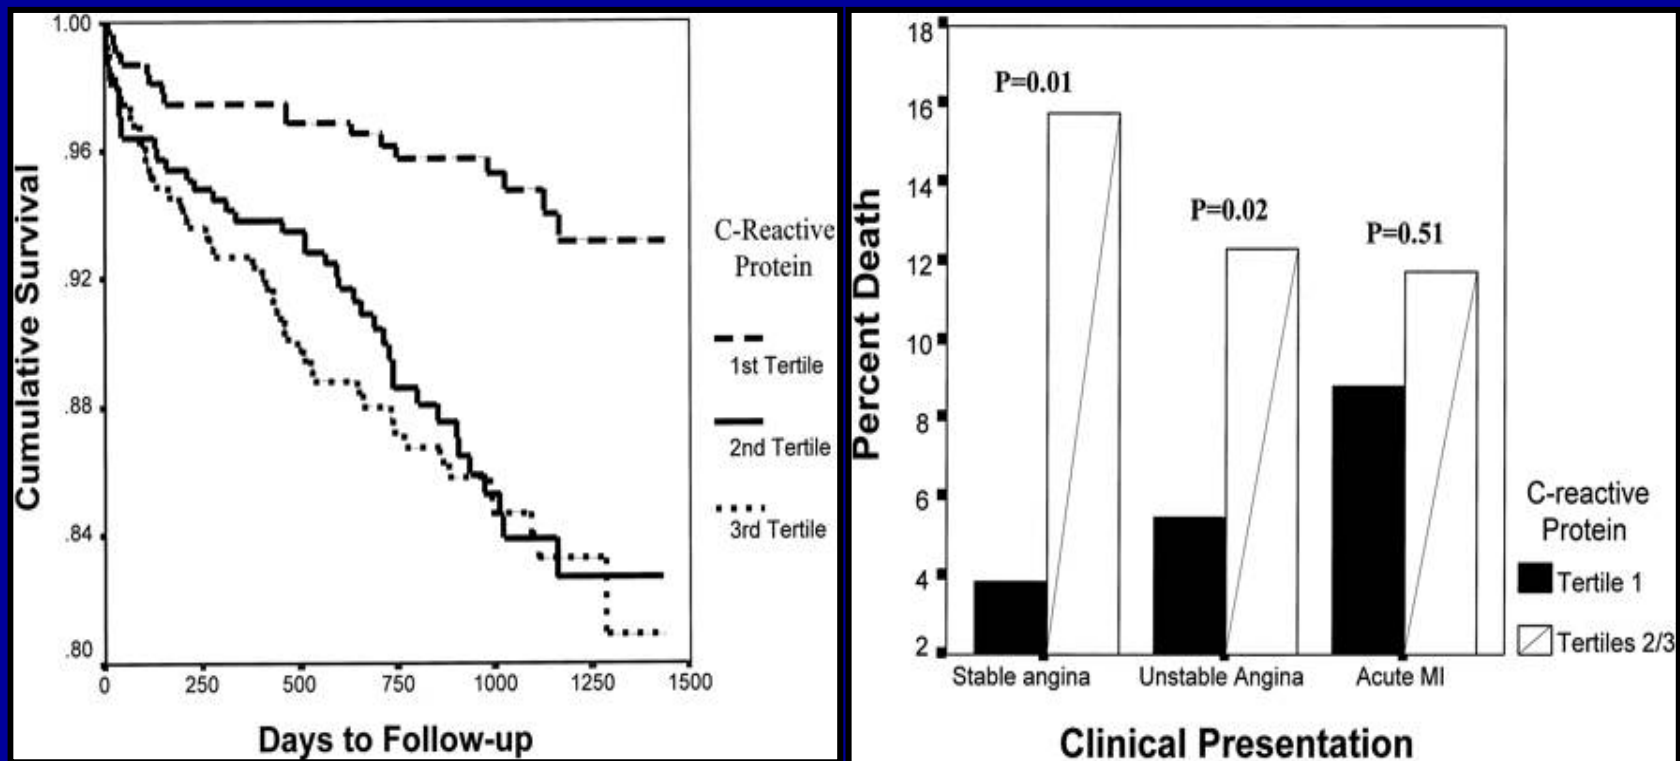 1.00
.96
.92
.88
.84
.80
Cumulative Survival
0 250 500 750 1000 1250 1500
Days to Follow-up
C-Reactive
Protein
1st Tertile
2nd Tertile
3rd Tertile
18
16
14
12
10
8
6
4
2
Percent Death
P=0.01
P=0.02
P=0.51
Stable angina Unstable Angina Acute MI
Clinical Presentation
C-reactive
Protein
Tertile 1
Tertiles 2/3